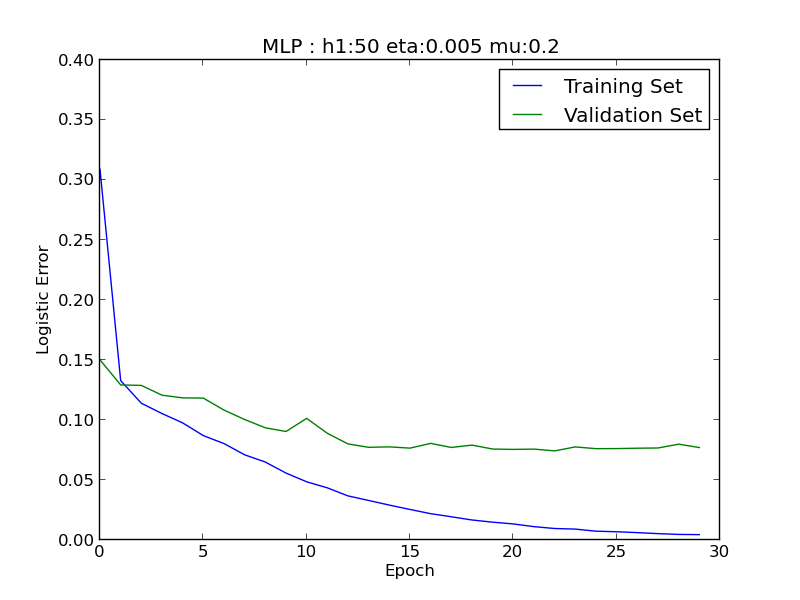 MLP : h1:50 eta:0.005 mu:0.2
Training Set
Validation Set
0.40
0.35
0.30
0.25
0.20
0.15
0.10
0.05
0.00
Logistic Error
0 5 10 15 20 25 30
Epoch